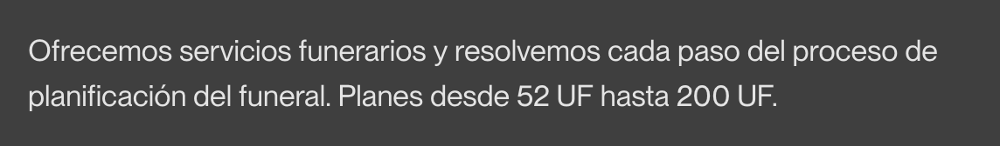 Ofrecemos servicios funerarios y resolvemos cada paso del proceso de
planificación del funeral. Planes desde 52 UF hasta 200 UF.